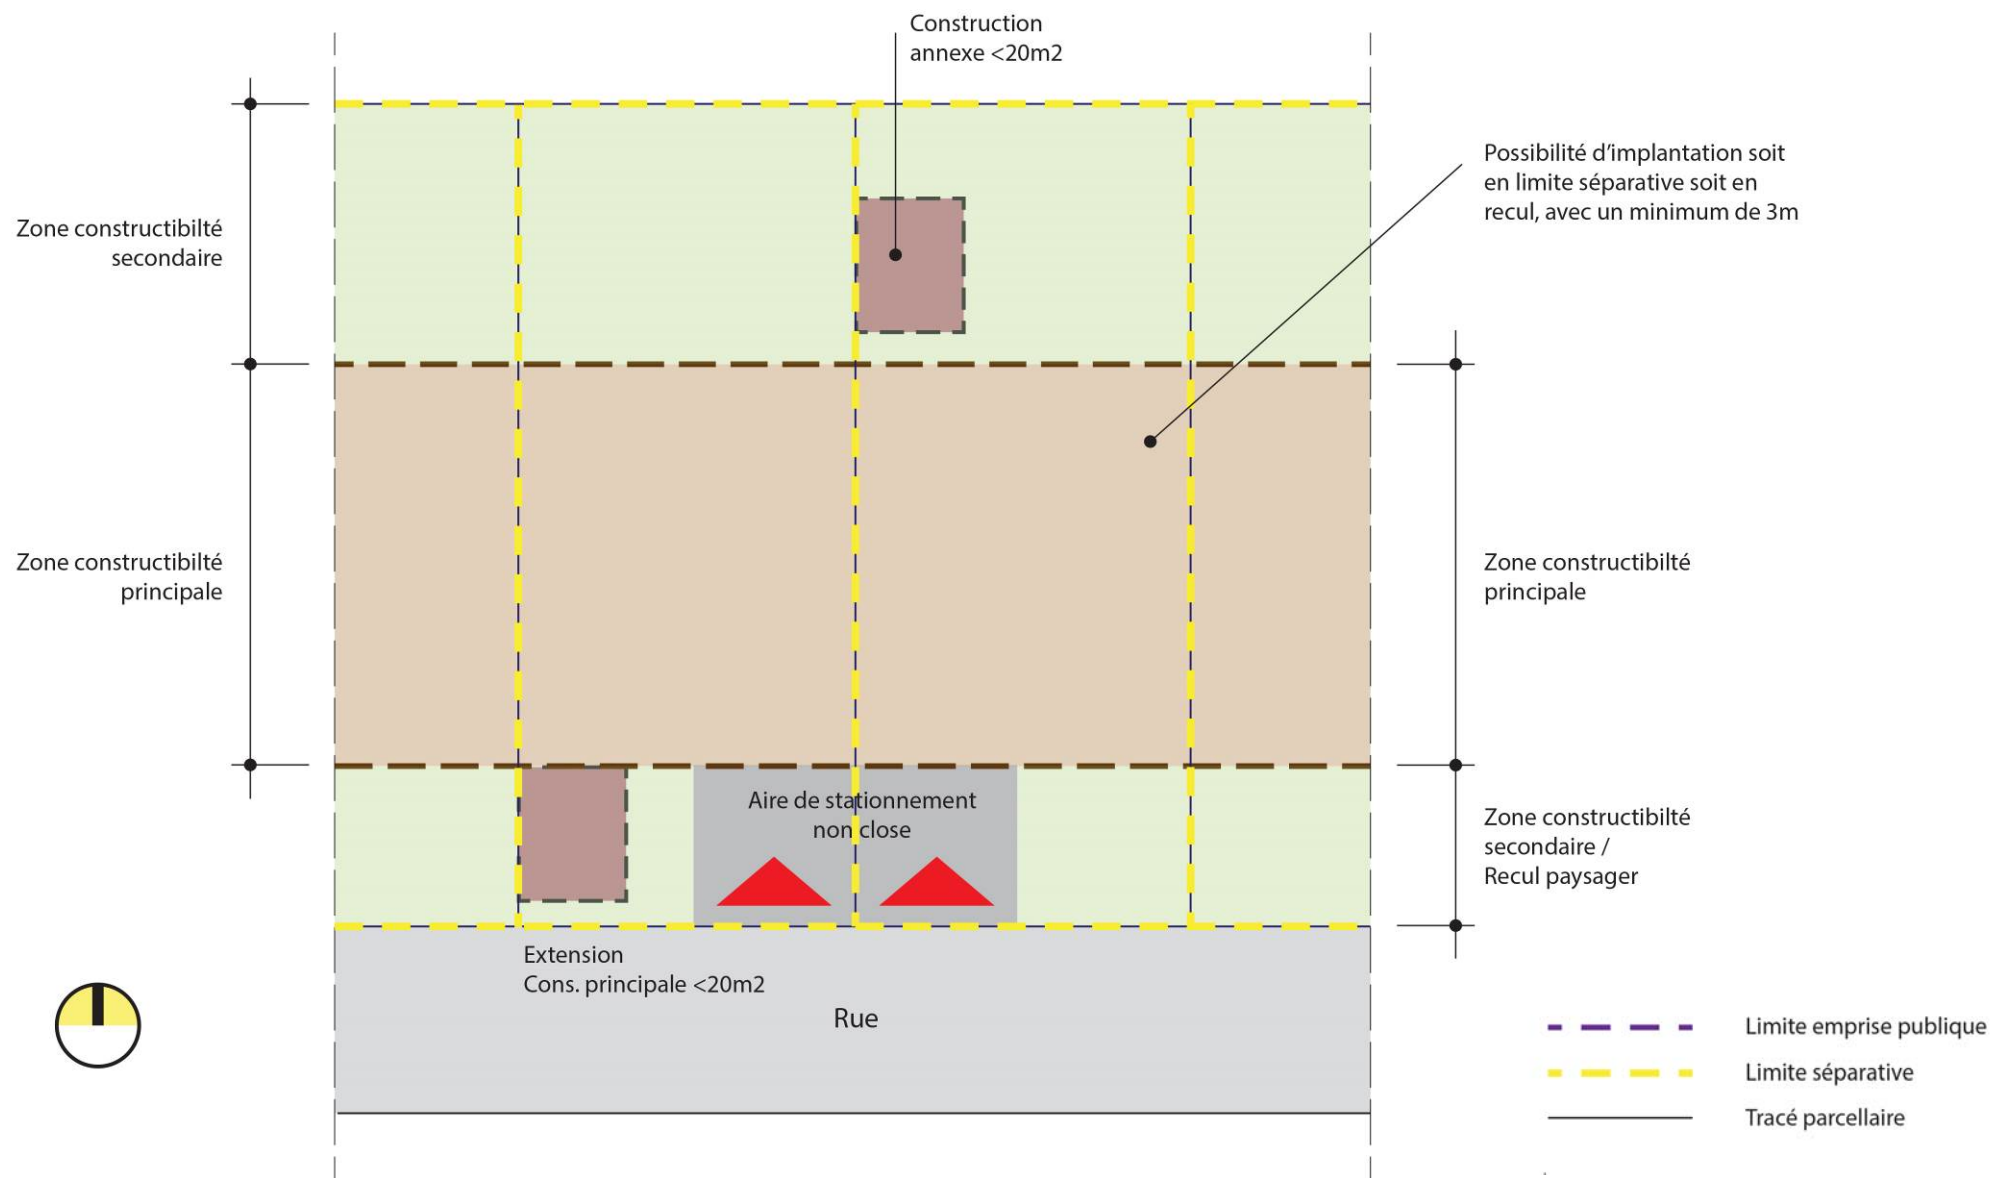 Construction
annexe <20m2
Possibilité d'implantation soit
en limite séparative soit en
recul, avec un minimum de 3m
Zone constructibilté
secondaire
Zone constructibilté
principale
Zone constructibilté
principale
Aire de stationnement
non close
Zone constructibilté
secondaire /
Recul paysager
Extension
Cons. principale <20m2
Rue
Limite emprise publique
Limite séparative
Tracé parcellaire